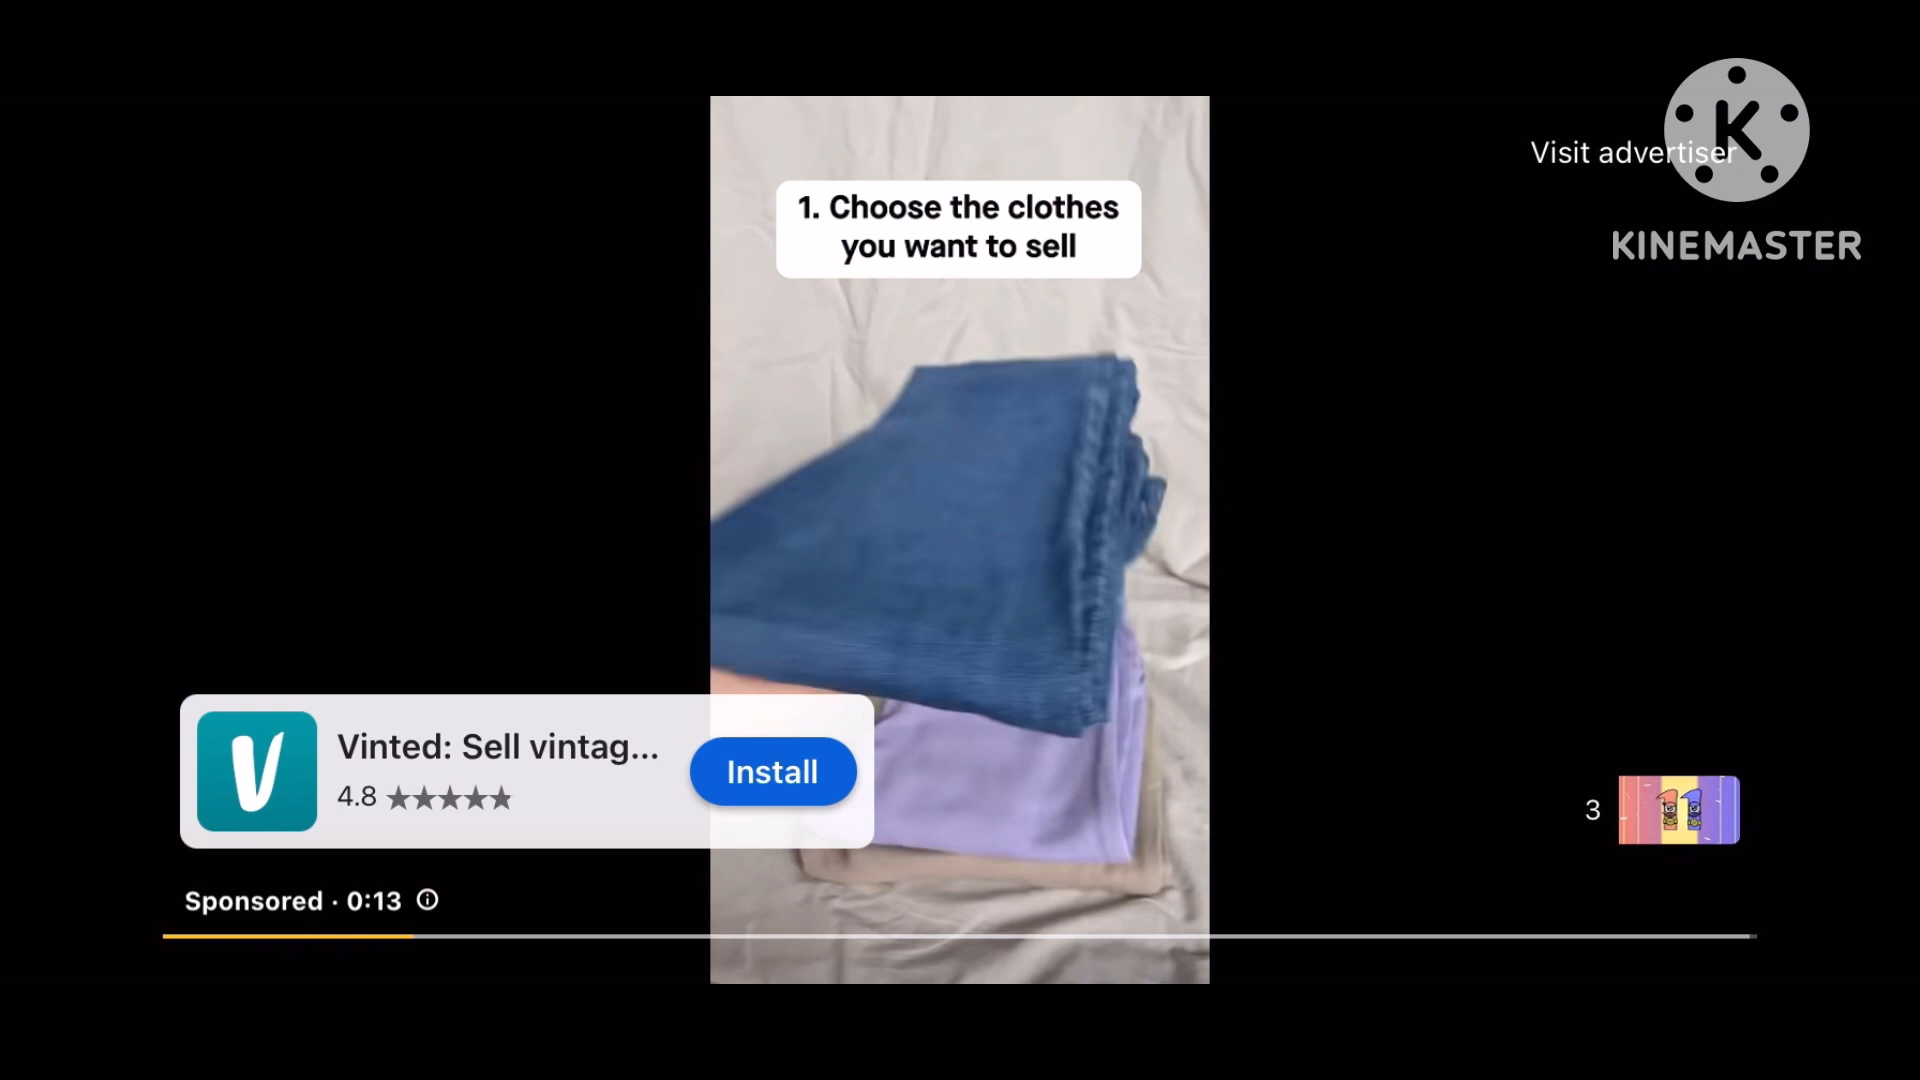 1. Choose the clothes
you want to sell
Visit advertiser
K
KINEMASTER
V
Vinted: Sell vintag...
4.8
Install
3
11
Sponsored · 0:13